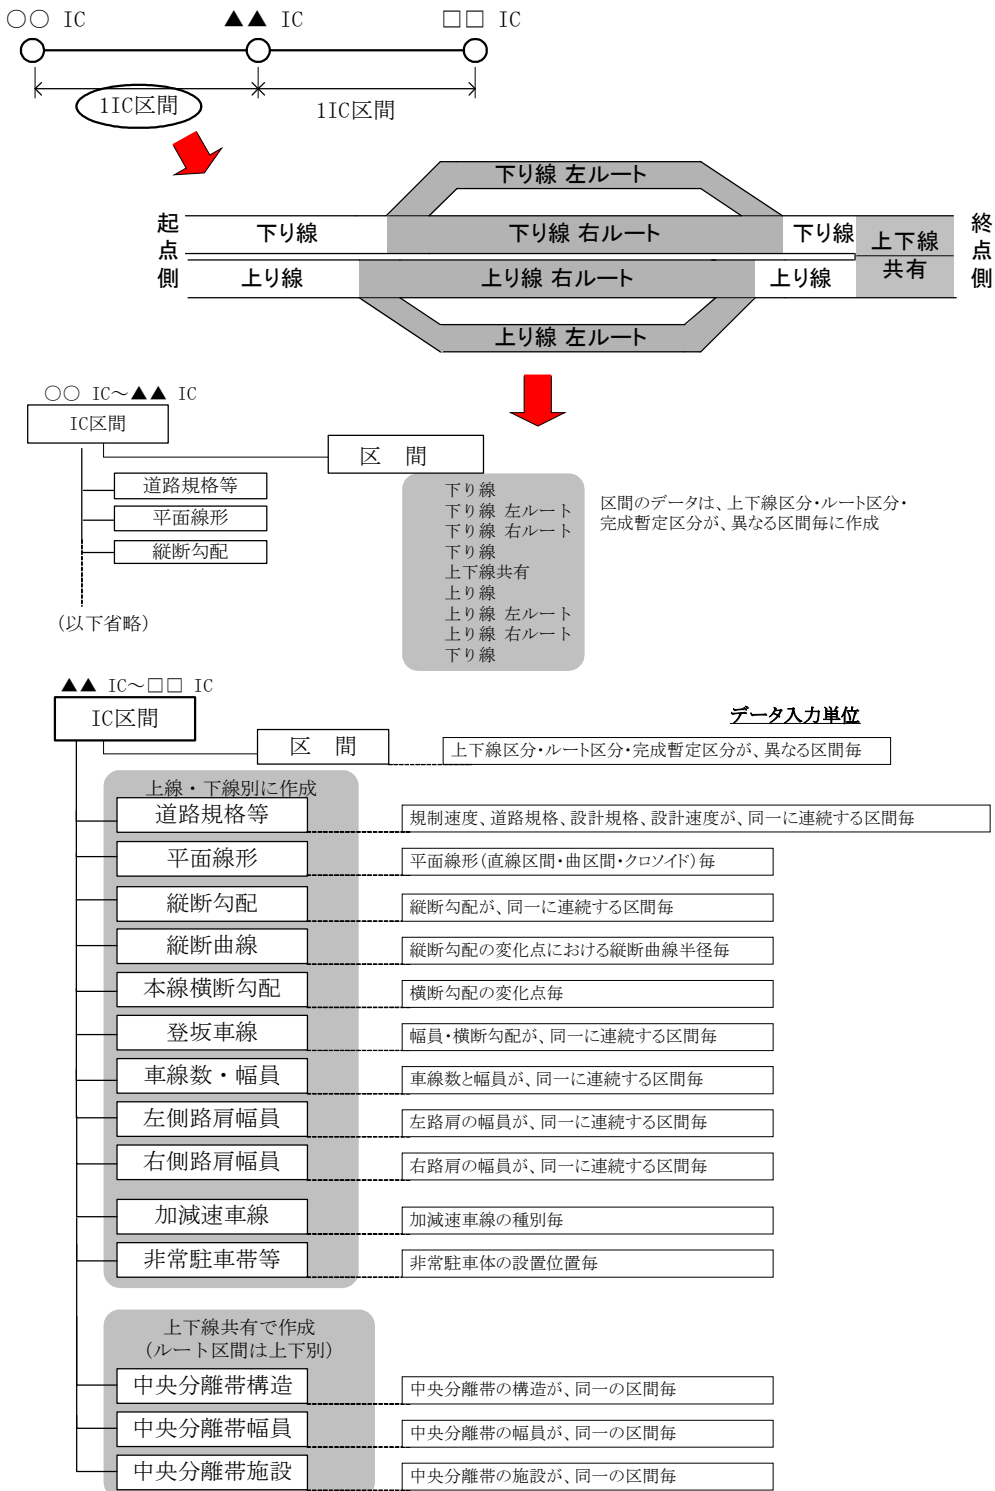 ○○ IC ▲▲ IC □□ IC
1IC区間 1IC区間
下り線 左ルート
起点側 下り線 下り線 右ルート 下り線 上下線共有 終点側
上り線 上り線 右ルート 上り線
上り線 左ルート
○○ IC～▲▲ IC
IC区間
区 間
道路規格等
平面線形
縦断勾配
(以下省略)
下り線
下り線 左ルート
下り線 右ルート
下り線
上下線共有
上り線
上り線 左ルート
上り線 右ルート
下り線
区間のデータは、上下線区分・ルート区分・
完成暫定区分が、異なる区間毎に作成
▲▲ IC～□□ IC
IC区間
データ入力単位
区 間 上下線区分・ルート区分・完成暫定区分が、異なる区間毎
上線・下線別に作成
道路規格等 規制速度、道路規格、設計規格、設計速度が、同一に連続する区間毎
平面線形 平面線形(直線区間・曲区間・クロソイド)毎
縦断勾配 縦断勾配が、同一に連続する区間毎
縦断曲線 縦断勾配の変化点における縦断曲線半径毎
本線横断勾配 横断勾配の変化点毎
登坂車線 幅員・横断勾配が、同一に連続する区間毎
車線数・幅員 車線数と幅員が、同一に連続する区間毎
左側路肩幅員 左路肩の幅員が、同一に連続する区間毎
右側路肩幅員 右路肩の幅員が、同一に連続する区間毎
加減速車線 加減速車線の種別毎
非常駐車帯等 非常駐車体の設置位置毎
上下線共有で作成
(ルート区間は上下別)
中央分離帯構造 中央分離帯の構造が、同一の区間毎
中央分離帯幅員 中央分離帯の幅員が、同一の区間毎
中央分離帯施設 中央分離帯の施設が、同一の区間毎